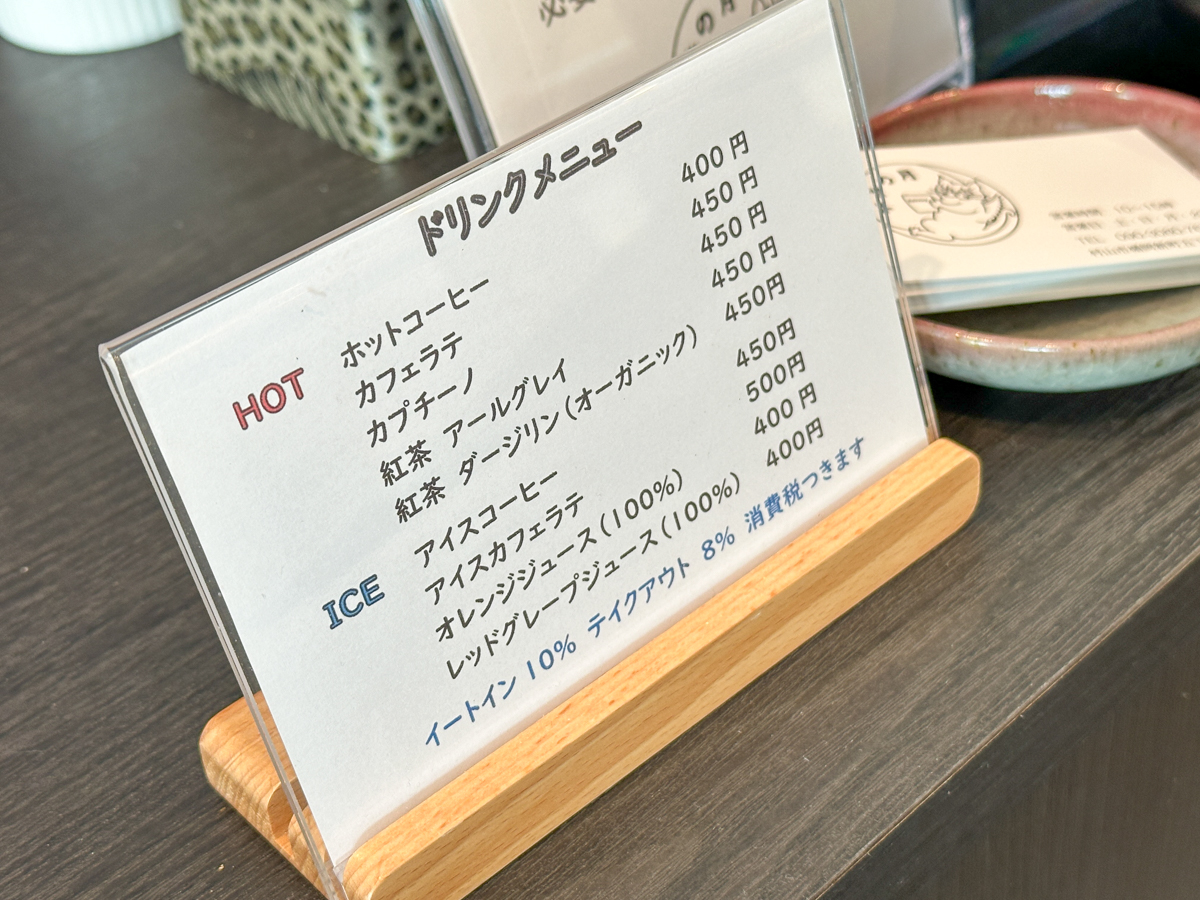 ドリンクメニュー
HOT
ホットコーヒー 400円
カフェラテ 450円
カプチーノ 450円
紅茶 アールグレイ 450円
紅茶 ダージリン(オーガニック) 450円
ICE
アイスコーヒー 450円
アイスカフェラテ 500円
オレンジジュース(100%) 400円
レッドグレープジュース(100%) 400円
イートイン 10% テイクアウト 8% 消費税つきます
の月
の月
TEL